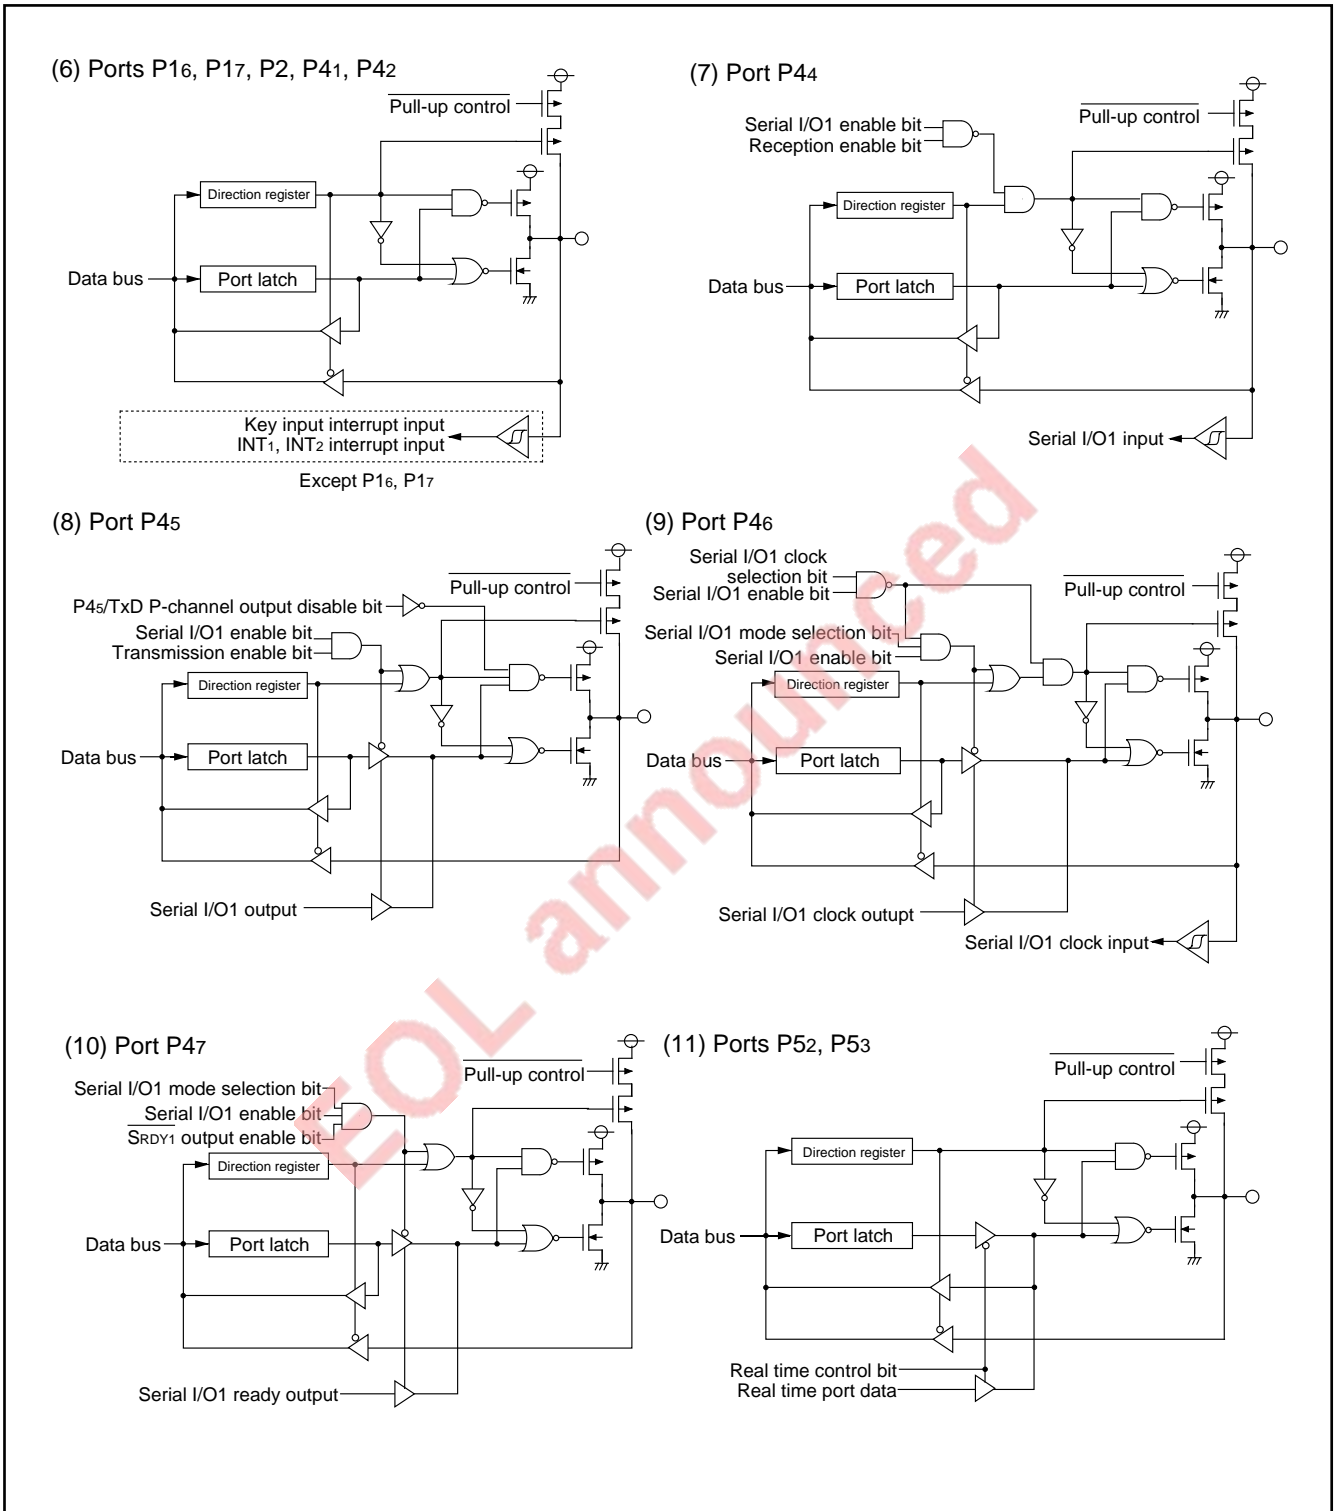 (6) Ports P16, P17, P2, P41, P42
Pull-up control
Direction register
Data bus
Port latch
Key input interrupt input
INT1, INT2 interrupt input
Except P16, P17
(7) Port P44
Pull-up control
Serial I/O1 enable bit
Reception enable bit
Direction register
Data bus
Port latch
Serial I/O1 input
(8) Port P45
Pull-up control
P45/TxD P-channel output disable bit
Serial I/O1 enable bit
Transmission enable bit
Direction register
Data bus
Port latch
Serial I/O1 output
(9) Port P46
Serial I/O1 clock
selection bit
Serial I/O1 enable bit
Pull-up control
Serial I/O1 mode selection bit
Serial I/O1 enable bit
Direction register
Data bus
Port latch
Serial I/O1 clock outupt
Serial I/O1 clock input
(10) Port P47
Pull-up control
Serial I/O1 mode selection bit
Serial I/O1 enable bit
SRDY1 output enable bit
Direction register
Data bus
Port latch
Serial I/O1 ready output
(11) Ports P52, P53
Pull-up control
Direction register
Data bus
Port latch
Real time control bit
Real time port data
EOL announced